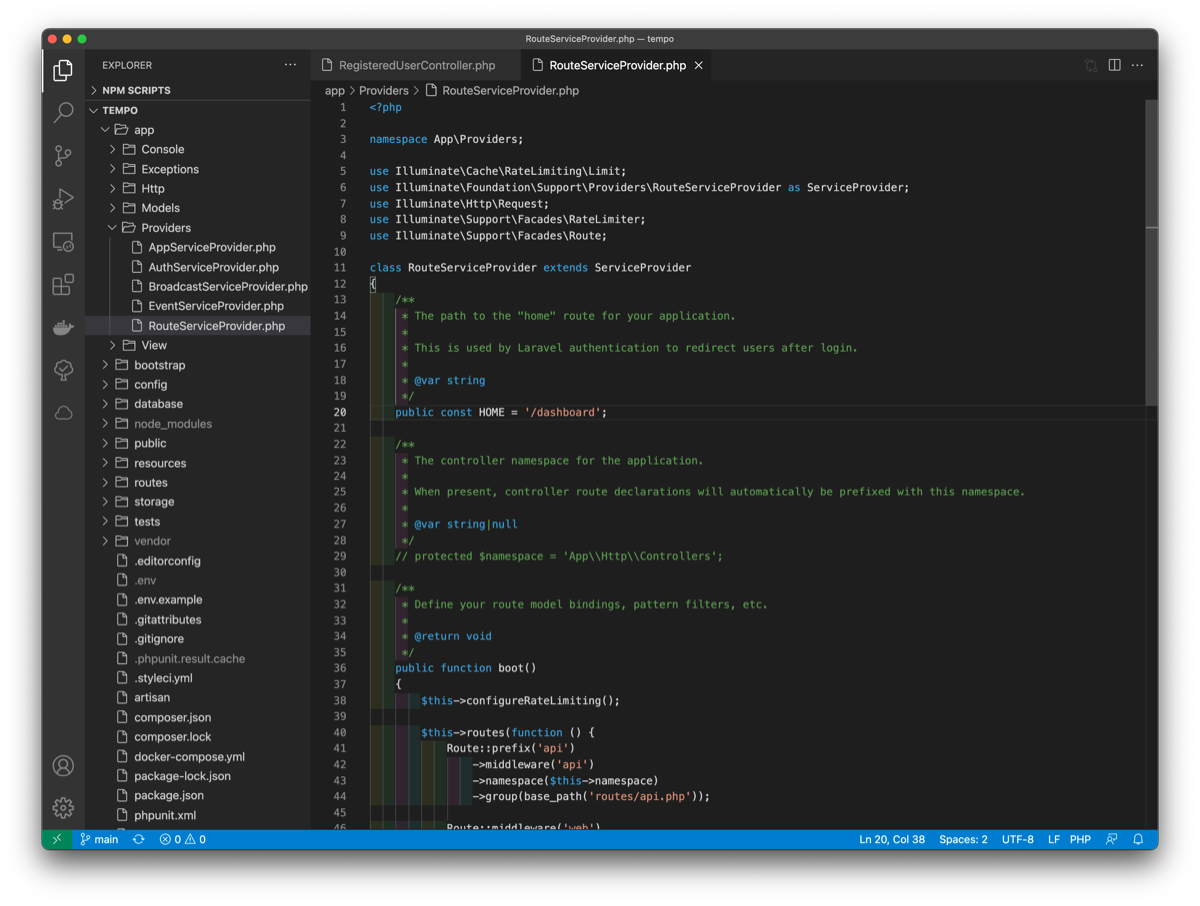 RouteServiceProvider.php — tempo
EXPLORER
NPM SCRIPTS
TEMPO
app
Console
Exceptions
Http
Models
Providers
AppServiceProvider.php
AuthServiceProvider.php
BroadcastServiceProvider.php
EventServiceProvider.php
RouteServiceProvider.php
View
bootstrap
config
database
node_modules
public
resources
routes
storage
tests
vendor
.editorconfig
.env
.env.example
.gitattributes
.gitignore
.phpunit.result.cache
.styleci.yml
artisan
composer.json
composer.lock
docker-compose.yml
package-lock.json
package.json
phpunit.xml
RegisteredUserController.php
RouteServiceProvider.php
app > Providers > RouteServiceProvider.php
1 <?php
2
3 namespace App\Providers;
4
5 use Illuminate\Cache\RateLimiting\Limit;
6 use Illuminate\Foundation\Support\Providers\RouteServiceProvider as ServiceProvider;
7 use Illuminate\Http\Request;
8 use Illuminate\Support\Facades\RateLimiter;
9 use Illuminate\Support\Facades\Route;
10
11 class RouteServiceProvider extends ServiceProvider
12 {
13 /**
14 * The path to the "home" route for your application.
15 *
16 * This is used by Laravel authentication to redirect users after login.
17 *
18 * @var string
19 */
20 public const HOME = '/dashboard';
21
22 /**
23 * The controller namespace for the application.
24 *
25 * When present, controller route declarations will automatically be prefixed with this namespace.
26 *
27 * @var string|null
28 */
29 // protected $namespace = 'App\\Http\\Controllers';
30
31 /**
32 * Define your route model bindings, pattern filters, etc.
33 *
34 * @return void
35 */
36 public function boot()
37 {
38 $this->configureRateLimiting();
39
40 $this->routes(function () {
41 Route::prefix('api')
42 ->middleware('api')
43 ->namespace($this->namespace)
44 ->group(base_path('routes/api.php'));
45
46 Route::middleware('web')
main
0
0
Ln 20, Col 38
Spaces: 2
UTF-8
LF
PHP